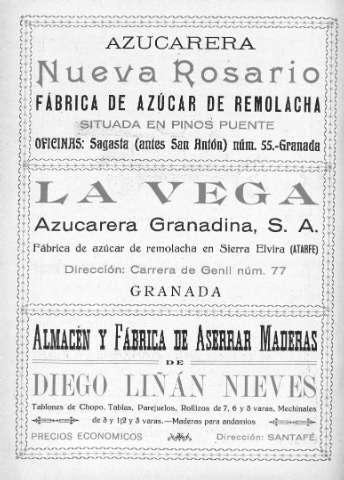 AZUCARERA
Nueva Rosario
FÁBRICA DE AZÚCAR DE REMOLACHA
SITUADA EN PINOS PUENTE
OFICINAS: Sagasta (antes San Antón) núm. 55.-Granada
LA VEGA
Azucarera Granadina, S. A.
Fábrica de azúcar de remolacha en Sierra Elvira (ATARFE)
Dirección: Carrera de Genil núm. 77
GRANADA
ALMACÉN Y FÁBRICA DE ASERRAR MADERAS
DE
DIEGO LIÑÁN NIEVES
Tablones de Chopo. Tablas, Parejuelos, Rollizos de 7, 6 y 5 varas, Mechinales
de 3 y 1\2 y 3 varas.—Maderas para andamios
PRECIOS ECONOMICOS Dirección: SANTAFÉ.